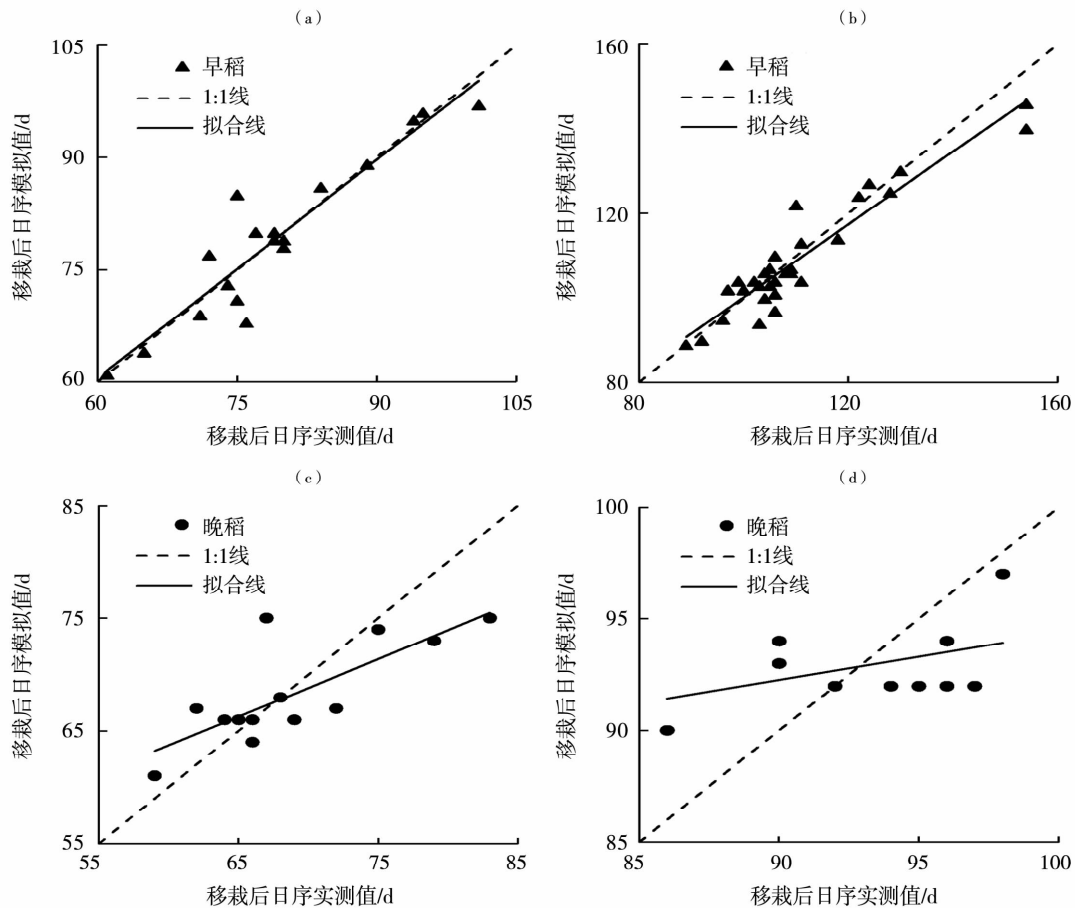 （a）
105
90
75
60
60
75
90
105
早稻
1:1线
拟合线
移栽后日序模拟值/d
移栽后日序实测值/d
（b）
160
120
80
80
120
160
早稻
1:1线
拟合线
移栽后日序模拟值/d
移栽后日序实测值/d
（c）
85
75
65
55
55
65
75
85
晚稻
1:1线
拟合线
移栽后日序模拟值/d
移栽后日序实测值/d
（d）
100
95
90
85
85
90
95
100
晚稻
1:1线
拟合线
移栽后日序模拟值/d
移栽后日序实测值/d